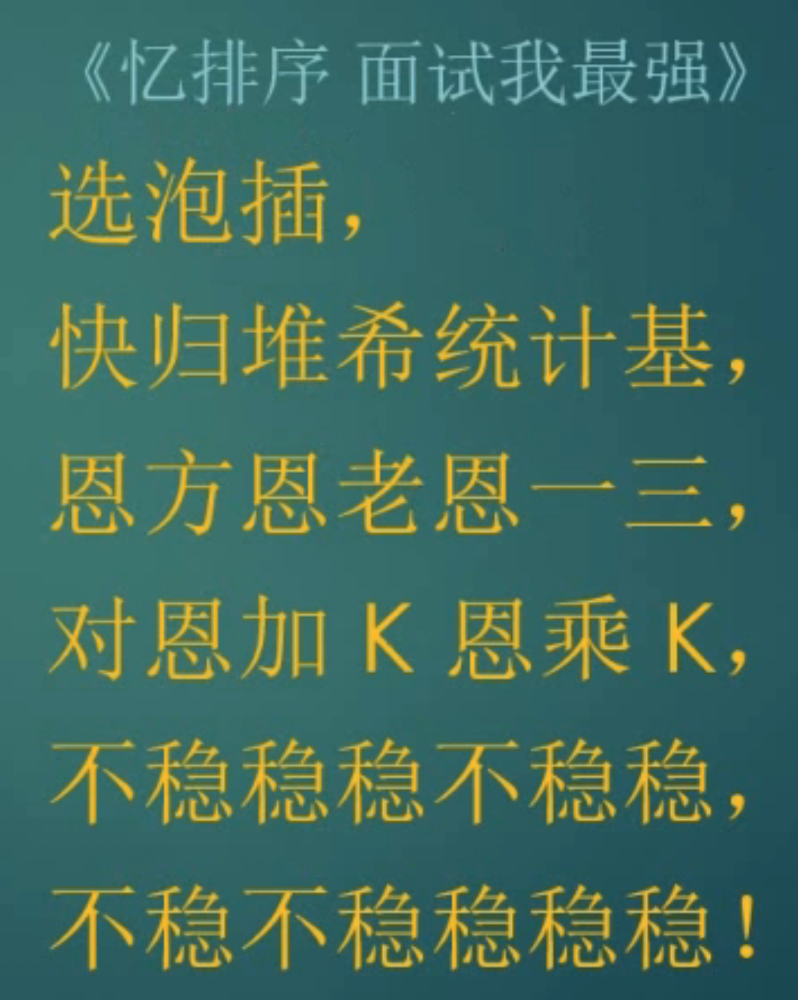 《忆排序 面试我最强》
选泡插，
快归堆希统计基，
恩方恩老恩一三，
对恩加 K 恩乘 K，
不稳稳稳不稳稳，
不稳不稳稳稳稳！